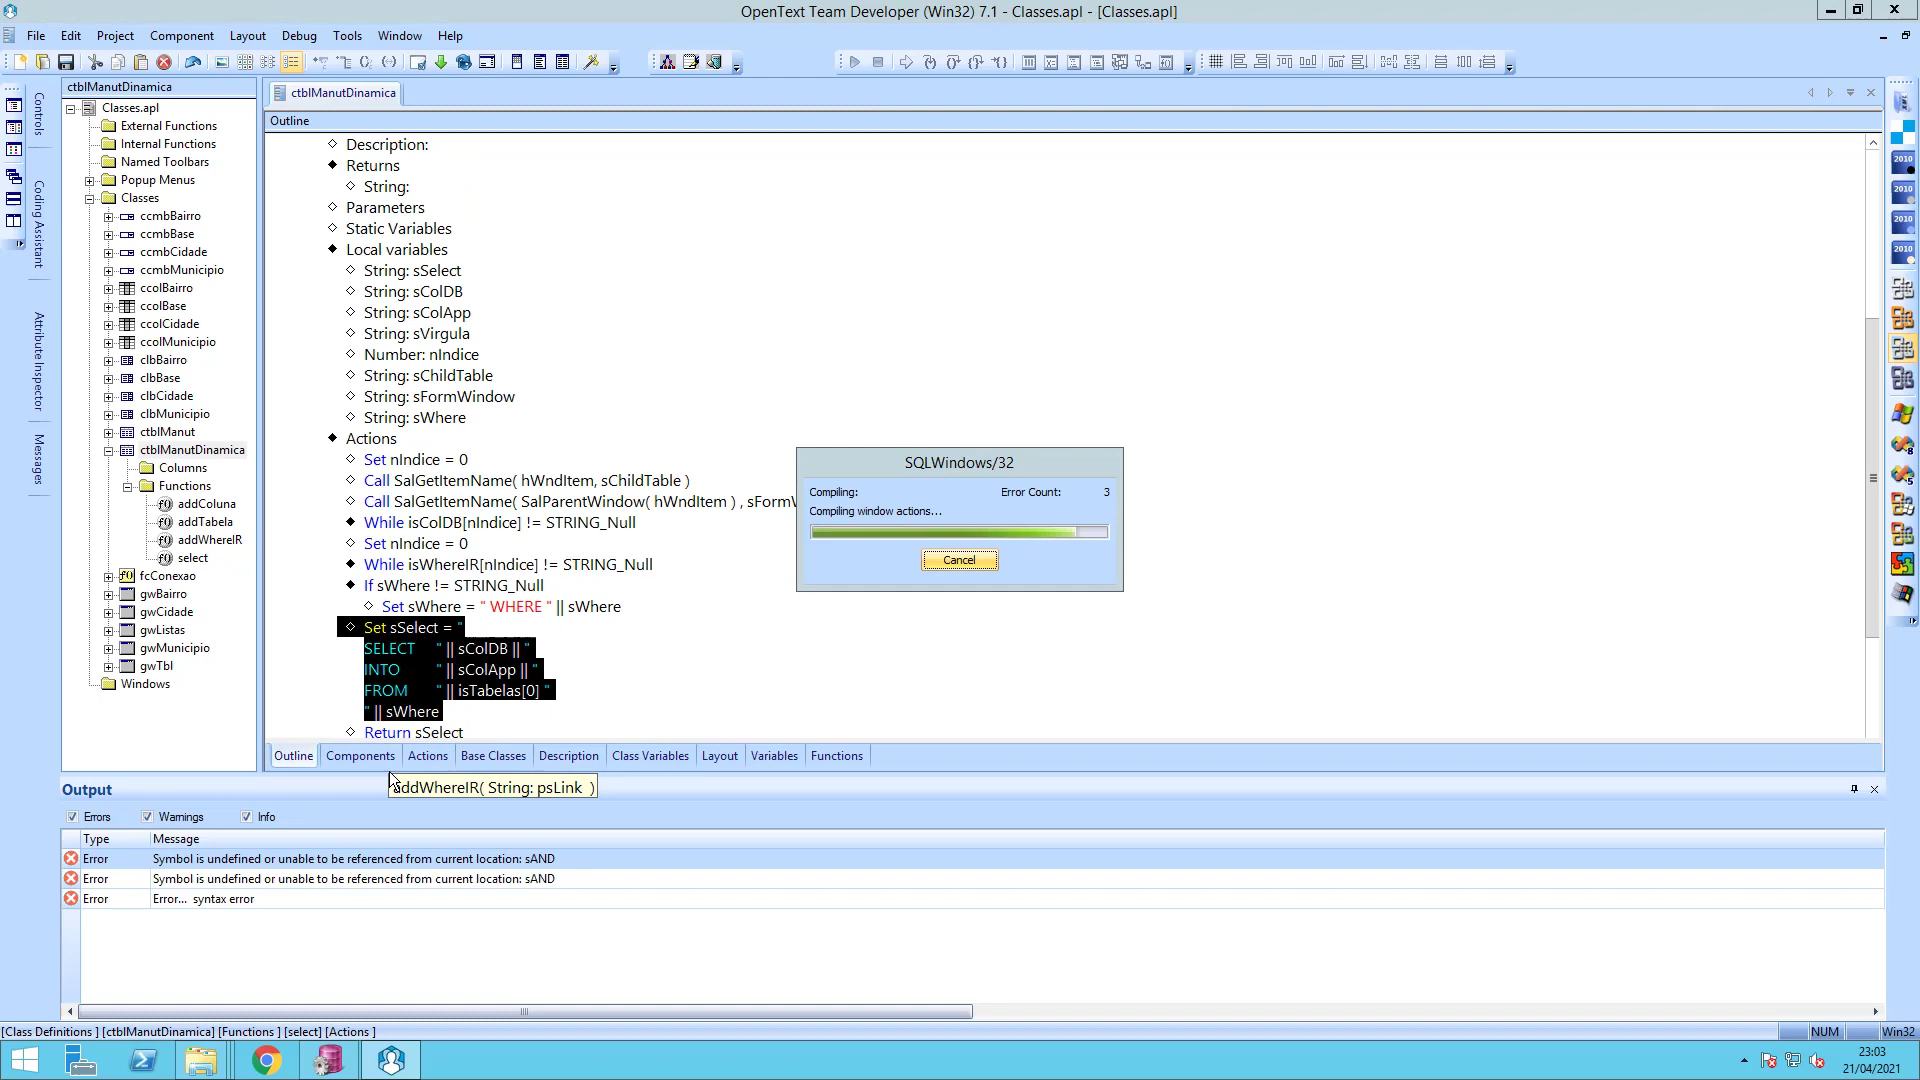 OpenText Team Developer (Win32) 7.1 - Classes.apl - [Classes.apl]
File Edit Project Component Layout Debug Tools Window Help
ctblManutDinamica
ctblManutDinamica
Outline
Controls
Coding Assistant
Attribute Inspector
Messages
Classes.apl
External Functions
Internal Functions
Named Toolbars
Popup Menus
Classes
ccmbBairro
ccmbBase
ccmbCidade
ccmbMunicipio
ccolBairro
ccolBase
ccolCidade
ccolMunicipio
clbBairro
clbBase
clbCidade
clbMunicipio
ctblManut
ctblManutDinamica
Columns
Functions
addColuna
addTabela
addWhereIR
select
fcConexao
gwBairro
gwCidade
gwListas
gwMunicipio
gwTbl
Windows
Description:
Returns
String:
Parameters
Static Variables
Local variables
String: sSelect
String: sColDB
String: sColApp
String: sVirgula
Number: nIndice
String: sChildTable
String: sFormWindow
String: sWhere
Actions
Set nIndice = 0
Call SalGetItemName( hWndItem, sChildTable )
Call SalGetItemName( SalParentWindow( hWndItem ) , sFormW
While isColDB[nIndice] != STRING_Null
Set nIndice = 0
While isWhereIR[nIndice] != STRING_Null
If sWhere != STRING_Null
Set sWhere = " WHERE " || sWhere
Set sSelect = "
SELECT " || sColDB || "
INTO " || sColApp || "
FROM " || isTabelas[0] "
" || sWhere
Return sSelect
SQLWindows/32
Compiling: Error Count: 3
Compiling window actions...
Cancel
Outline Components Actions Base Classes Description Class Variables Layout Variables Functions
addWhereIR( String: psLink )
Output
Errors Warnings Info
Type Message
Error Symbol is undefined or unable to be referenced from current location: sAND
Error Symbol is undefined or unable to be referenced from current location: sAND
Error Error... syntax error
[Class Definitions ] [ctblManutDinamica] [Functions ] [select] [Actions ]
NUM Win32
2010
2010
2010
2010
23:03
21/04/2021